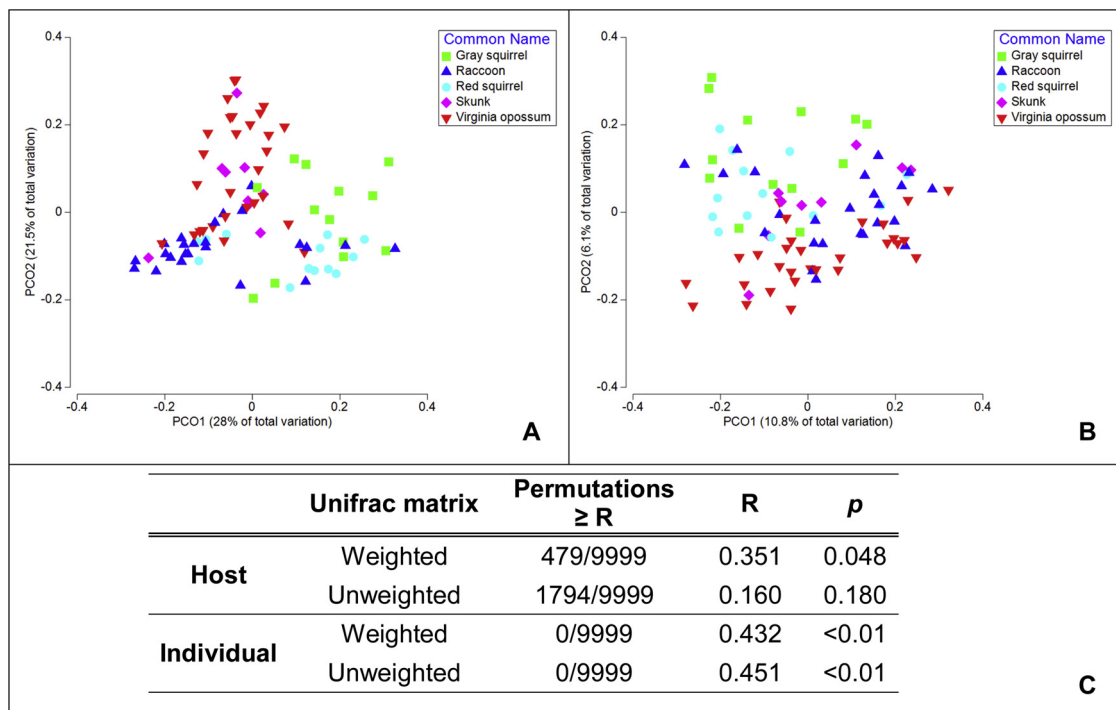 Common Name
Gray squirrel
Raccoon
Red squirrel
Skunk
Virginia opossum
0.4
0.2
0
-0.2
-0.4
PCO2 (21.5% of total variation)
-0.4
-0.2
0
0.2
0.4
PCO1 (28% of total variation)
A
Common Name
Gray squirrel
Raccoon
Red squirrel
Skunk
Virginia opossum
0.4
0.2
0
-0.2
-0.4
PCO2 (6.1% of total variation)
-0.4
-0.2
0
0.2
0.4
PCO1 (10.8% of total variation)
B
Unifrac matrix Permutations ≥ R R p
Host Weighted 479/9999 0.351 0.048
Unweighted 1794/9999 0.160 0.180
Individual Weighted 0/9999 0.432 <0.01
Unweighted 0/9999 0.451 <0.01
C